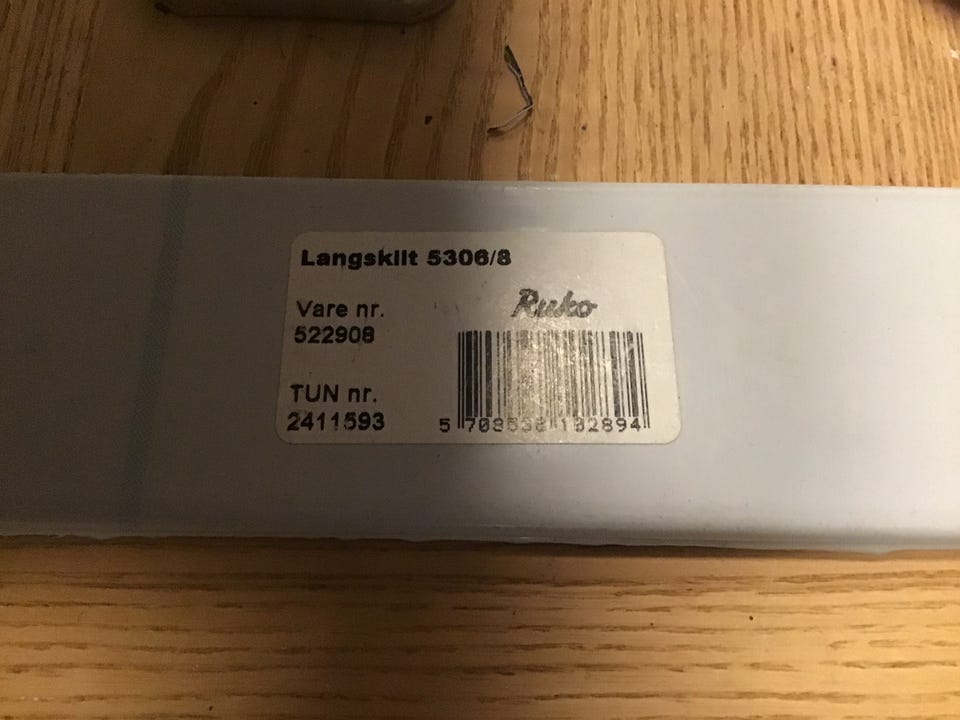 Langskilt 5306/8
Vare nr.
522908
Ruko
TUN nr.
2411593